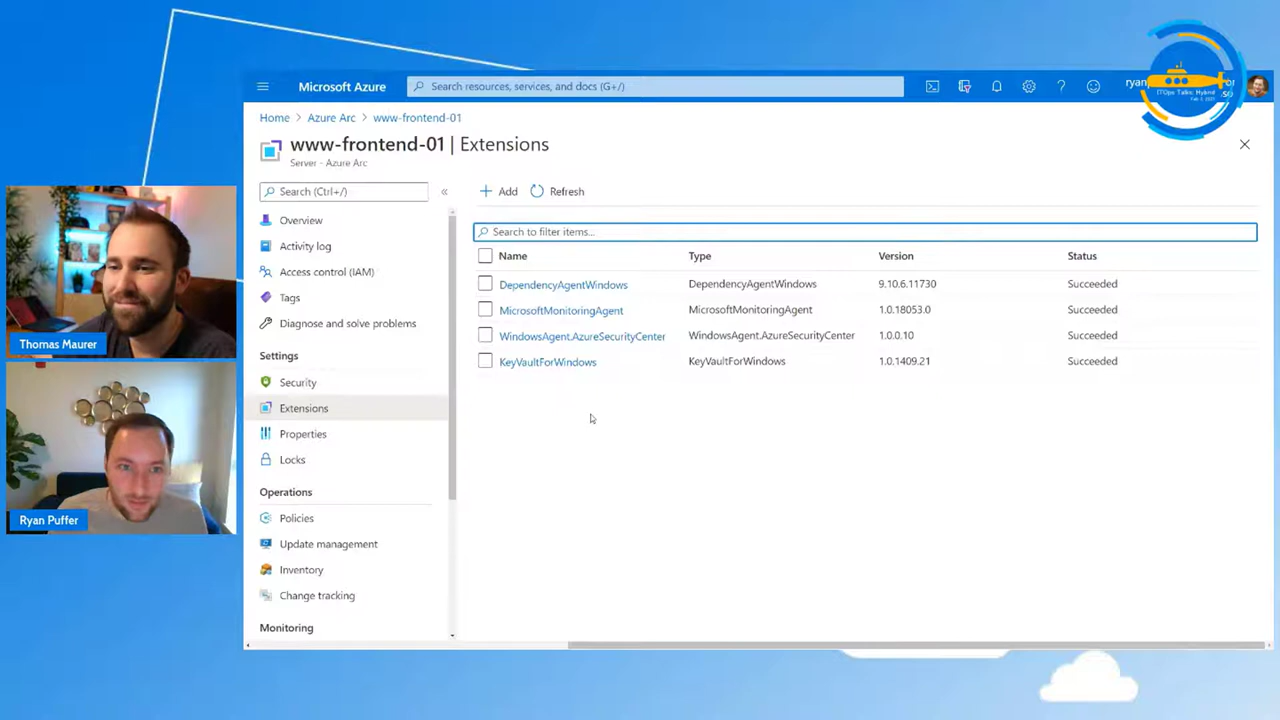 Microsoft Azure
Search resources, services, and docs (G+/)
ryan
ITOps Talks: Hybrid
Home > Azure Arc > www-frontend-01
www-frontend-01 | Extensions
Server - Azure Arc
Search (Ctrl+/)
«
Overview
Activity log
Access control (IAM)
Tags
Diagnose and solve problems
Settings
Security
Extensions
Properties
Locks
Operations
Policies
Update management
Inventory
Change tracking
Monitoring
+ Add
Refresh
Search to filter items...
Name Type Version Status
DependencyAgentWindows DependencyAgentWindows 9.10.6.11730 Succeeded
MicrosoftMonitoringAgent MicrosoftMonitoringAgent 1.0.18053.0 Succeeded
WindowsAgent.AzureSecurityCenter WindowsAgent.AzureSecurityCenter 1.0.0.10 Succeeded
KeyVaultForWindows KeyVaultForWindows 1.0.1409.21 Succeeded
Thomas Maurer
Ryan Puffer